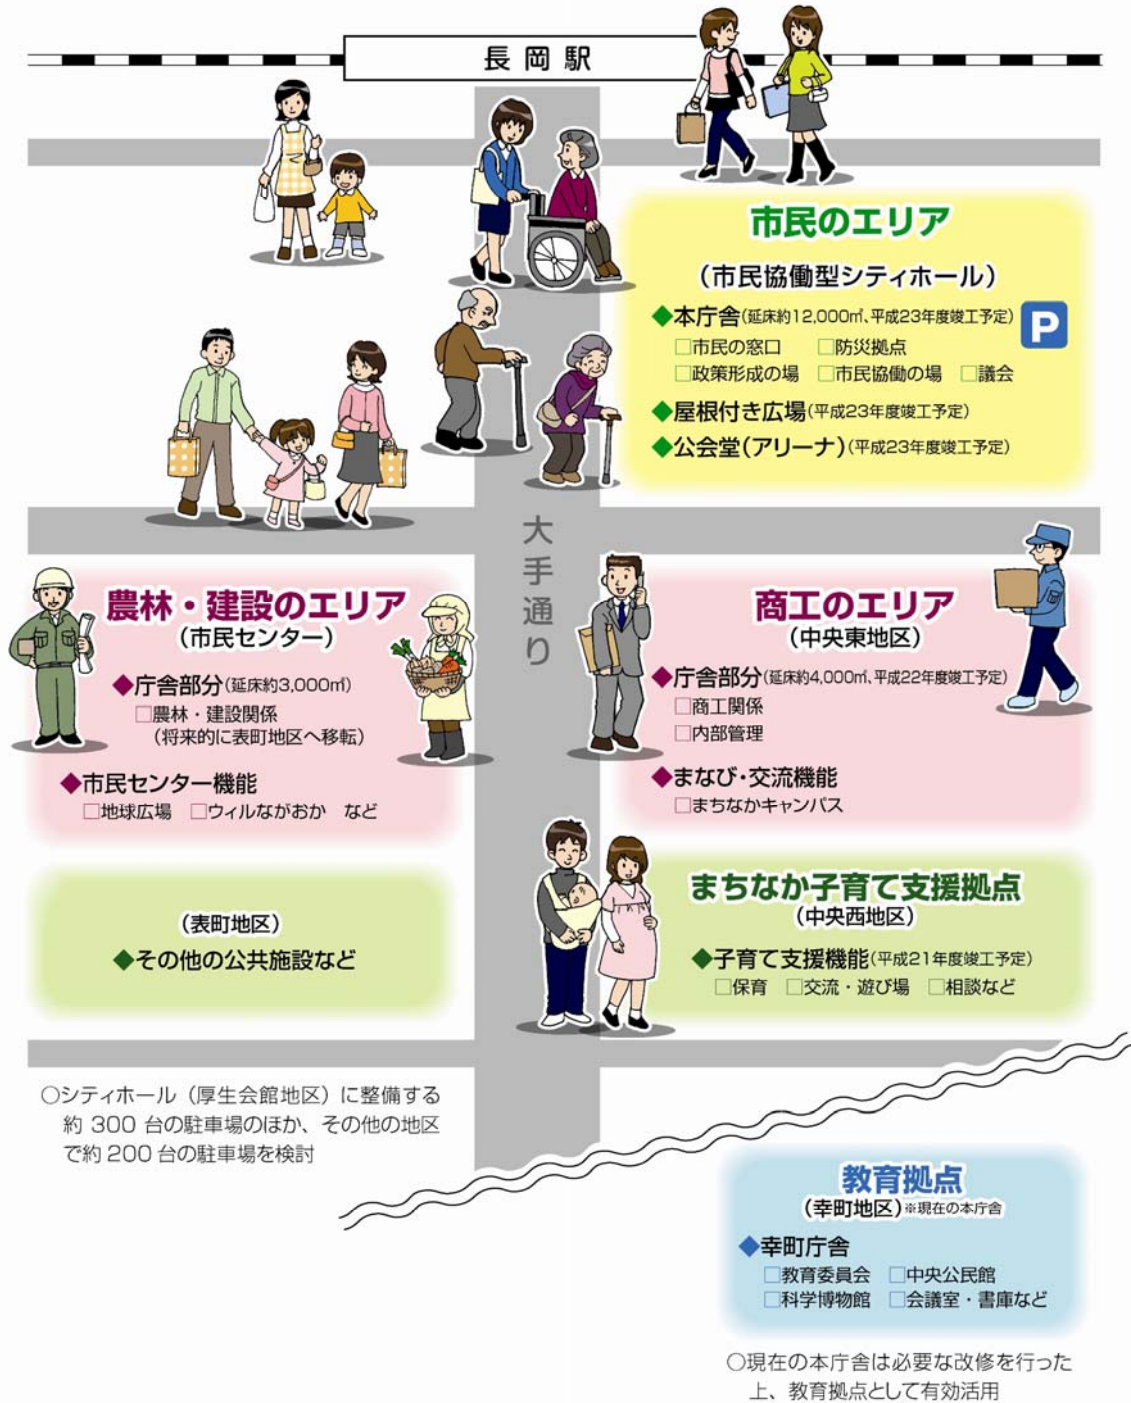 長岡駅
市民のエリア
(市民協働型シティホール)
◆本庁舎(延床約12,000㎡、平成23年度竣工予定)
P
□市民の窓口 □防災拠点
□政策形成の場 □市民協働の場 □議会
◆屋根付き広場(平成23年度竣工予定)
◆公会堂(アリーナ)(平成23年度竣工予定)
大手通り
農林・建設のエリア
(市民センター)
◆庁舎部分(延床約3,000㎡)
□農林・建設関係
(将来的に表町地区へ移転)
◆市民センター機能
□地球広場 □ウィルながおか など
商工のエリア
(中央東地区)
◆庁舎部分(延床約4,000㎡、平成22年度竣工予定)
□商工関係
□内部管理
◆まなび・交流機能
□まちなかキャンパス
(表町地区)
◆その他の公共施設など
まちなか子育て支援拠点
(中央西地区)
◆子育て支援機能(平成21年度竣工予定)
□保育 □交流・遊び場 □相談など
○シティホール(厚生会館地区)に整備する
約 300 台の駐車場のほか、その他の地区
で約 200 台の駐車場を検討
教育拠点
(幸町地区)※現在の本庁舎
◆幸町庁舎
□教育委員会 □中央公民館
□科学博物館 □会議室・書庫など
○現在の本庁舎は必要な改修を行った
上、教育拠点として有効活用